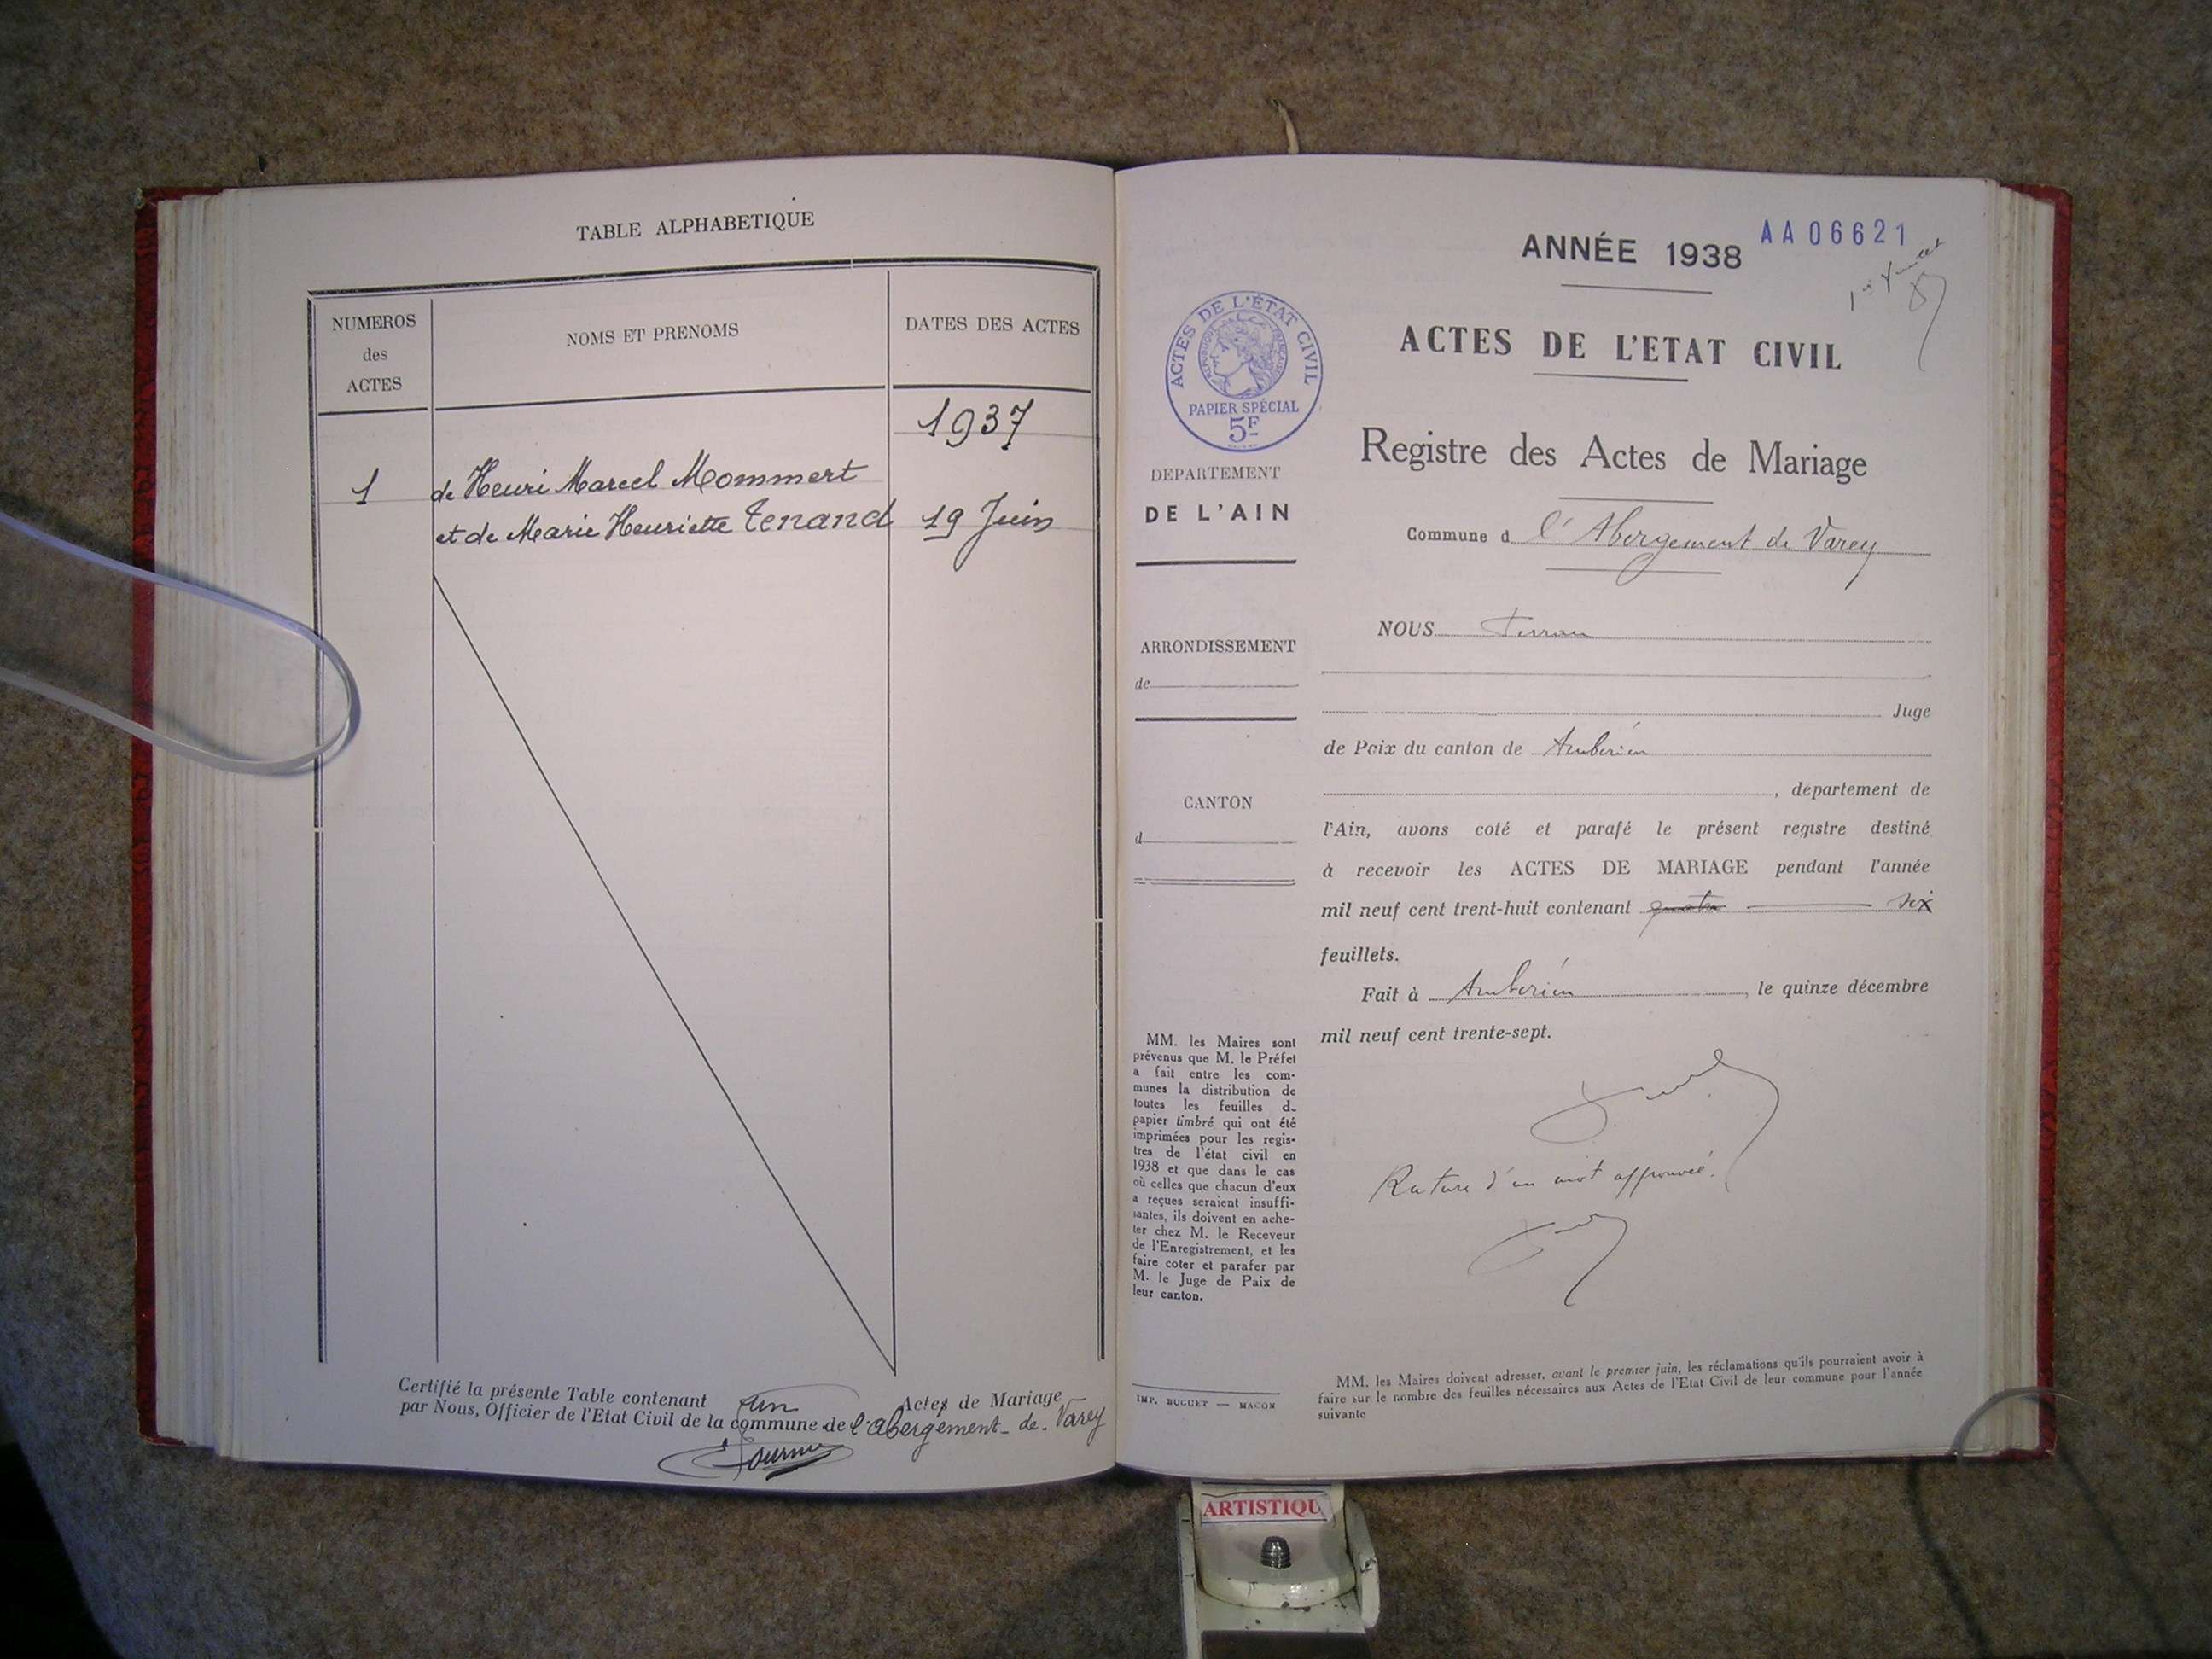 TABLE ALPHABETIQUE
NUMEROS
des
ACTES
NOMS ET PRENOMS
DATES DES ACTES
1937
1
de Henri Marcel Mommert
et de Marie Henriette Tenand
19 Juin
Certifié la présente Table contenant un Actes de Mariage
par Nous, Officier de l'Etat Civil de la commune de l'Abergement-de-Varey
ANNÉE 1938
AA06621
ACTES DE L'ÉTAT CIVIL
RÉPUBLIQUE FRANÇAISE
PAPIER SPÉCIAL
5F
DEPARTEMENT
DE L'AIN
ARRONDISSEMENT
de
CANTON
d
MM. les Maires sont
prévenus que M. le Préfet
a fait entre les com-
munes la distribution de
toutes les feuilles d
papier timbré qui ont été
imprimées pour les regis-
tres de l'état civil en
1938 et que dans le cas
où celles que chacun d'eux
a reçues seraient insuffi-
santes, ils doivent en ache-
ter chez M. le Receveur
de l'Enregistrement, et les
faire coter et parafer par
M. le Juge de Paix de
leur canton.
IMP. BUGUET — MACON
ACTES DE L'ETAT CIVIL
Registre des Actes de Mariage
Commune d l'Abergement de Varey
NOUS
Juge
de Paix du canton de Ambérieu
, département de
l'Ain, avons coté et parafé le présent registre destiné
à recevoir les ACTES DE MARIAGE pendant l'année
mil neuf cent trent-huit contenant quatre six
feuillets.
Fait à Ambérieu, le quinze décembre
mil neuf cent trente-sept.
Rature d'un mot approuvée.
MM. les Maires doivent adresser, avant le premier juin, les réclamations qu'ils pourraient avoir à
faire sur le nombre des feuilles nécessaires aux Actes de l'Etat Civil de leur commune pour l'année
suivante
ARTISTIQU